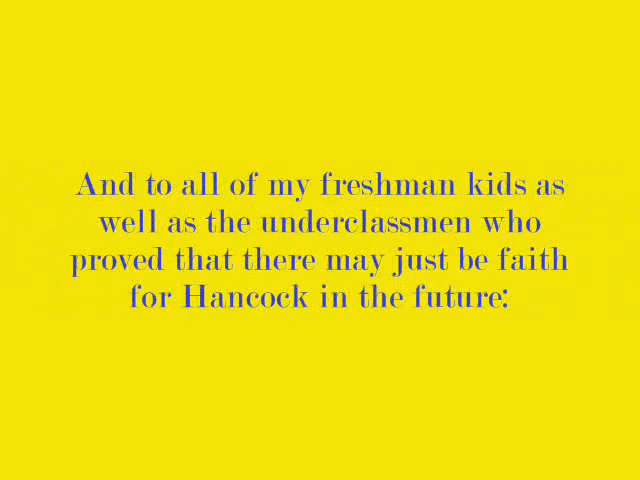 And to all of my freshman kids as
well as the underclassmen who
proved that there may just be faith
for Hancock in the future: